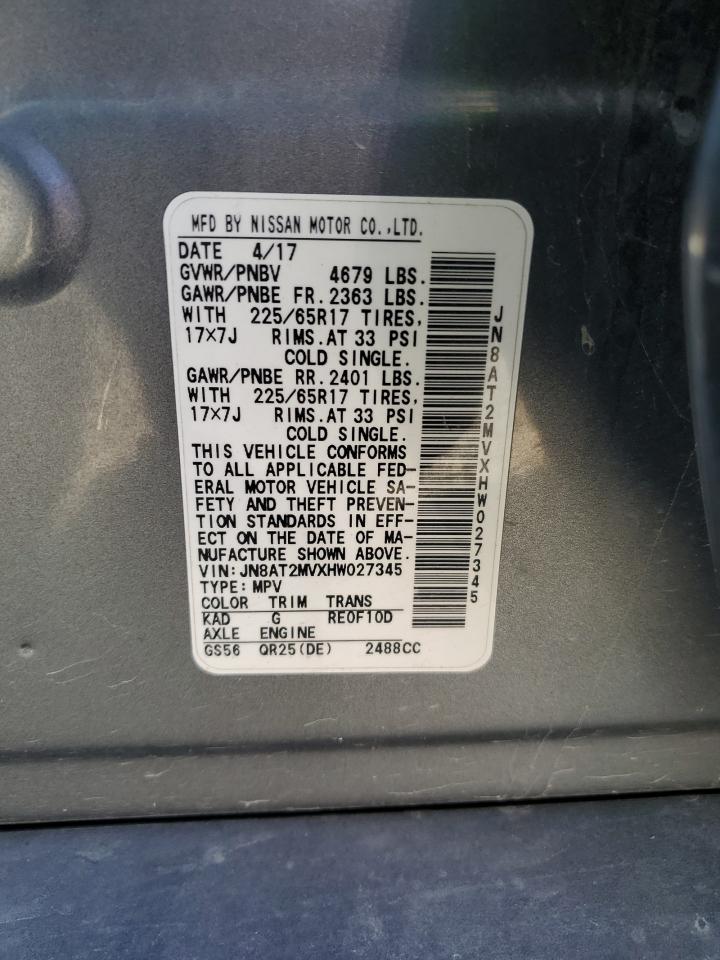 MFD BY NISSAN MOTOR CO.,LTD.
DATE 4/17
GVWR/PNBV 4679 LBS.
GAWR/PNBE FR. 2363 LBS.
WITH 225/65R17 TIRES,
17×7J RIMS.AT 33 PSI
COLD SINGLE.
GAWR/PNBE RR. 2401 LBS.
WITH 225/65R17 TIRES,
17×7J RIMS.AT 33 PSI
COLD SINGLE.
THIS VEHICLE CONFORMS
TO ALL APPLICABLE FED-
ERAL MOTOR VEHICLE SA-
FETY AND THEFT PREVEN-
TION STANDARDS IN EFF-
ECT ON THE DATE OF MA-
NUFACTURE SHOWN ABOVE.
VIN: JN8AT2MVXHW027345
TYPE: MPV
COLOR TRIM TRANS
KAD G RE0F10D
AXLE ENGINE
GS56 QR25(DE) 2488CC
JN8AT2MVXHW027345